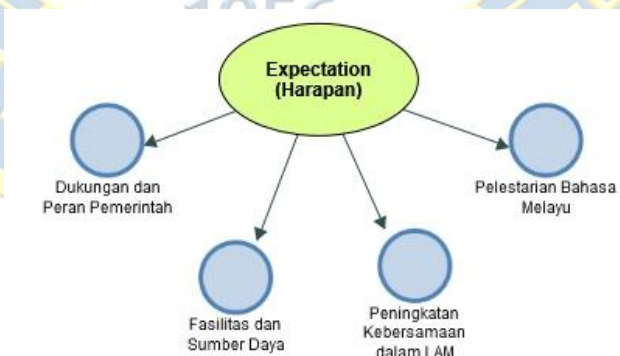 Expectation
(Harapan)
Dukungan dan
Peran Pemerintah
Pelestarian Bahasa
Melayu
Fasilitas dan
Sumber Daya
Peningkatan
Kebersamaan
dalam LAM